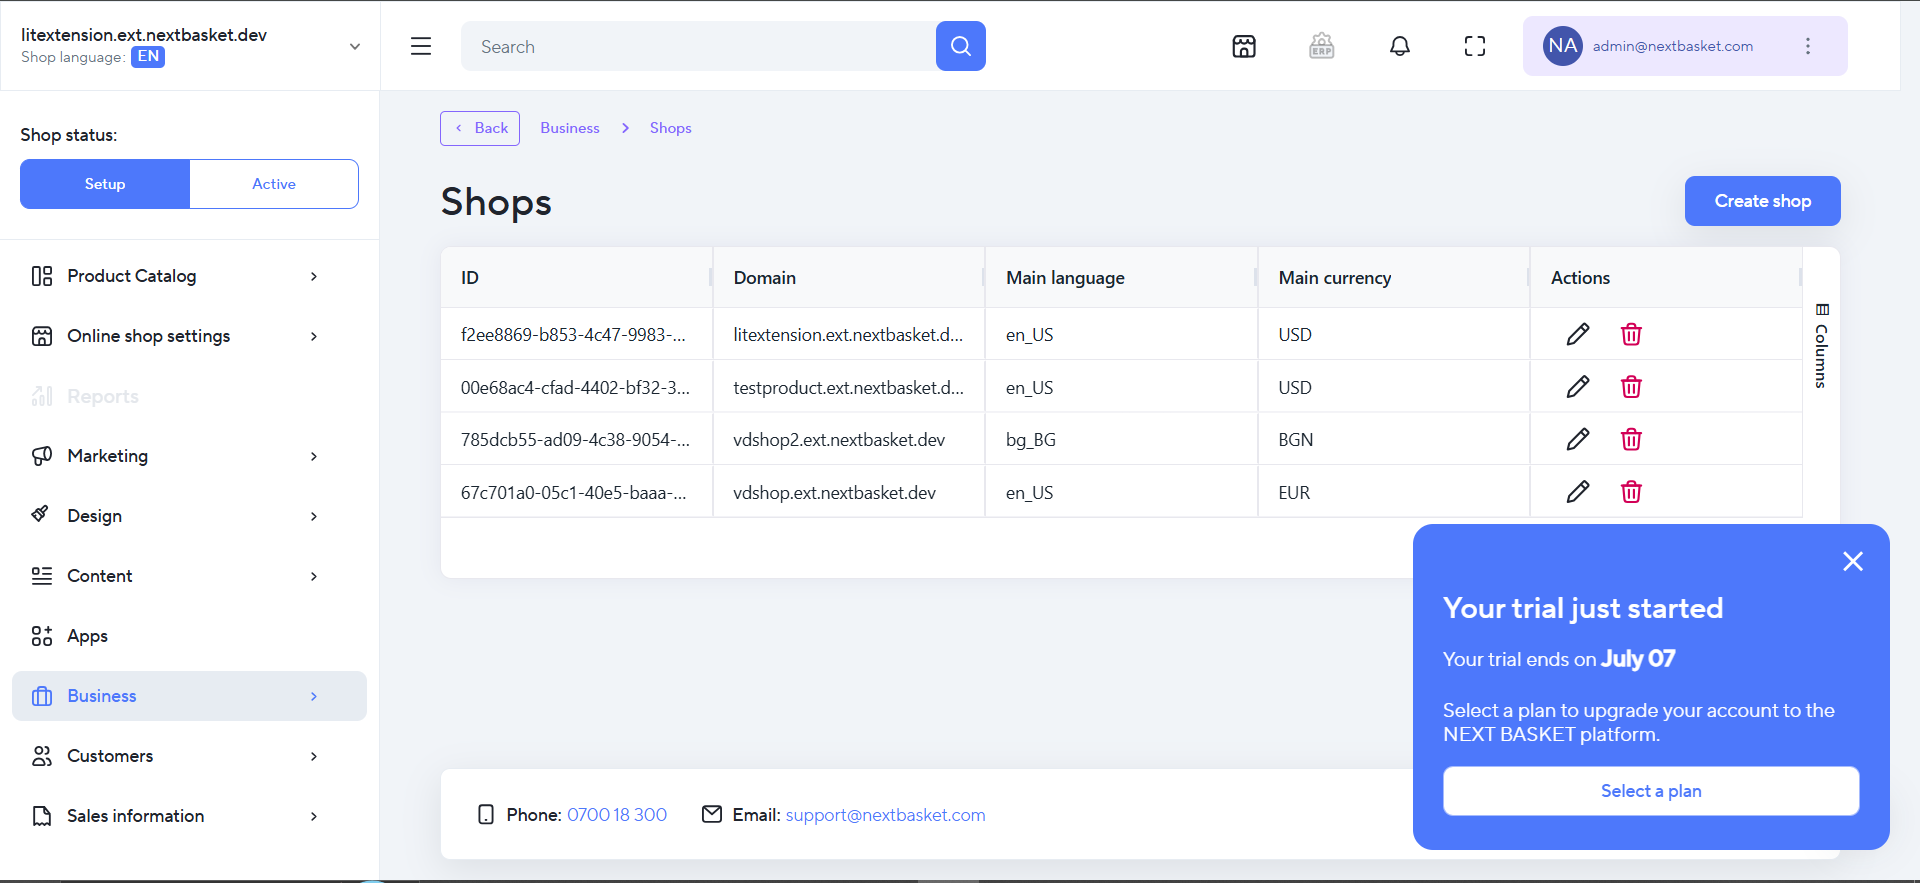 litextension.ext.nextbasket.dev
Shop language: EN
Search
ERP
NA admin@nextbasket.com
Shop status:
Setup Active
Product Catalog
Online shop settings
Reports
Marketing
Design
Content
Apps
Business
Customers
Sales information
Back Business Shops
Shops
Create shop
ID Domain Main language Main currency Actions
f2ee8869-b853-4c47-9983-... litextension.ext.nextbasket.d... en_US USD
00e68ac4-cfad-4402-bf32-3... testproduct.ext.nextbasket.d... en_US USD
785dcb55-ad09-4c38-9054-... vdshop2.ext.nextbasket.dev bg_BG BGN
67c701a0-05c1-40e5-baaa-... vdshop.ext.nextbasket.dev en_US EUR
Columns
Your trial just started
Your trial ends on July 07
Select a plan to upgrade your account to the
NEXT BASKET platform.
Select a plan
Phone: 0700 18 300 Email: support@nextbasket.com